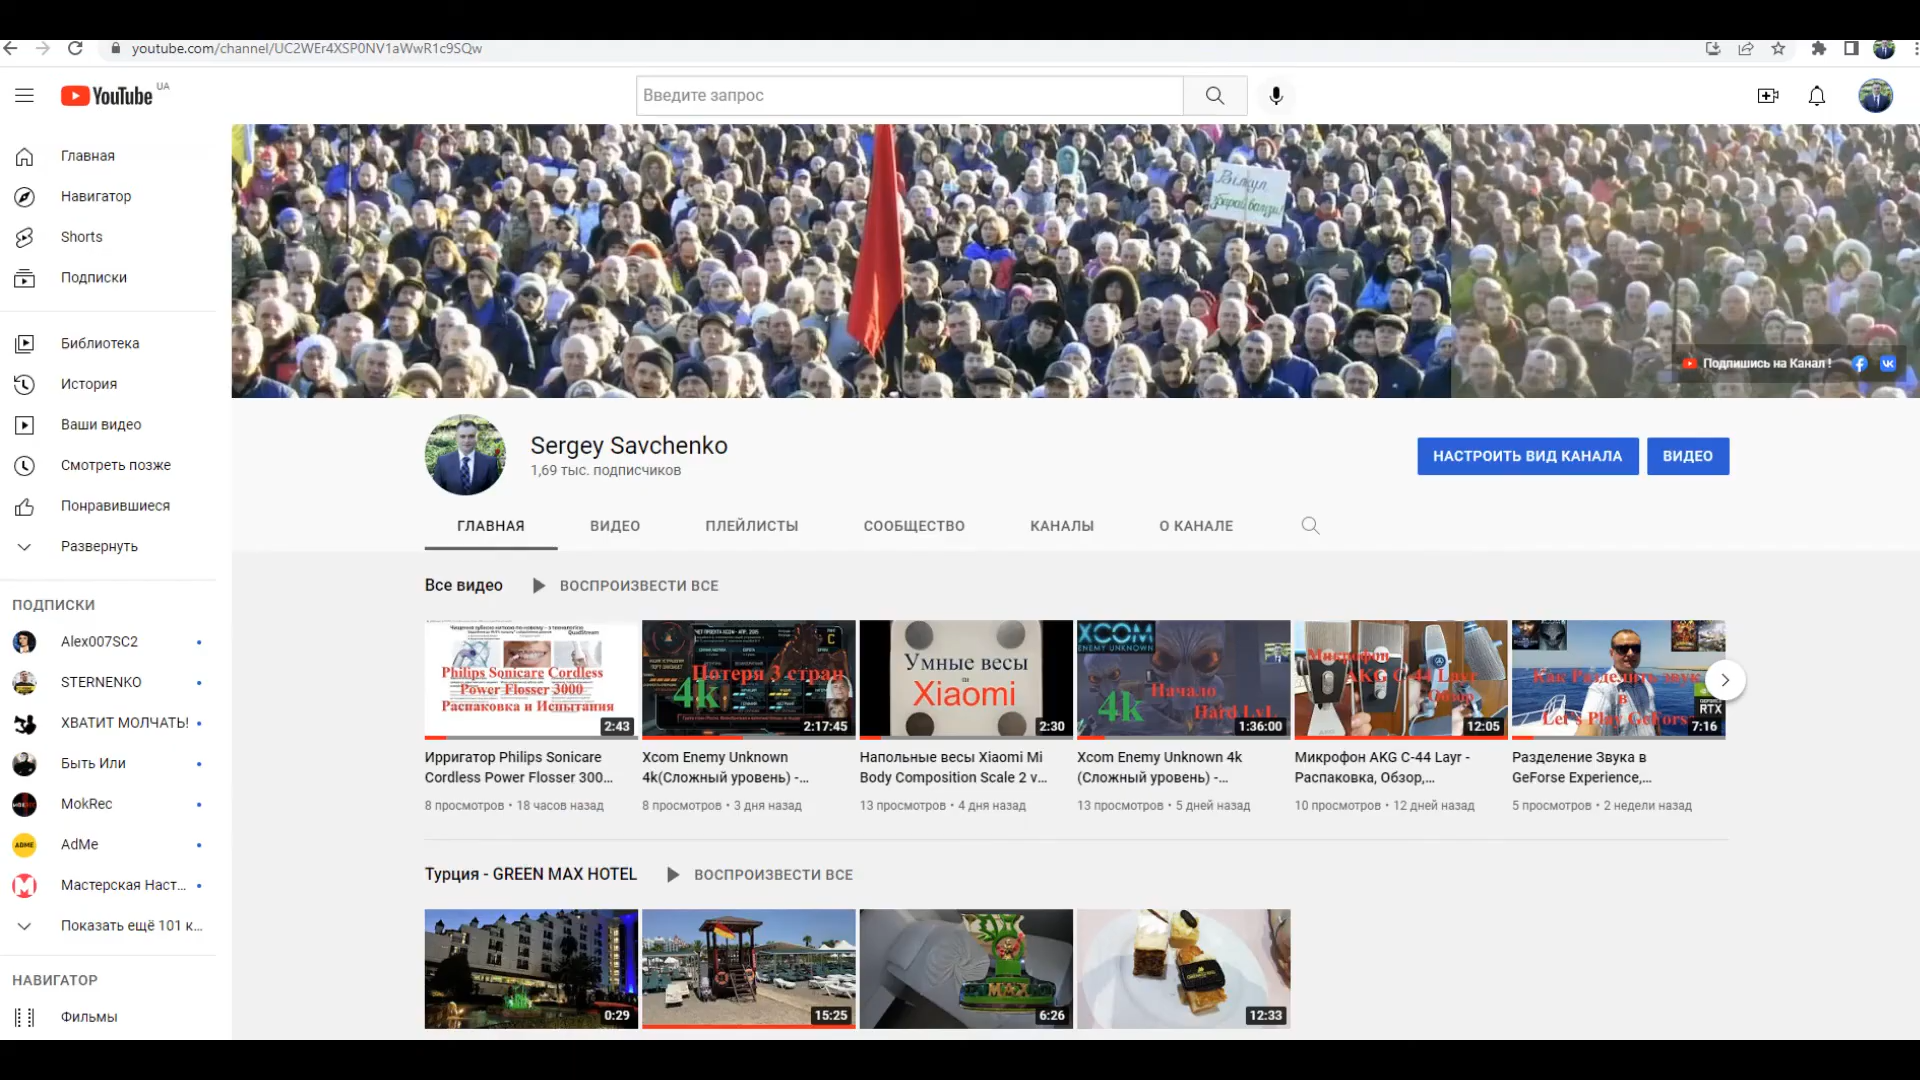 youtube.com/channel/UC2WEr4XSP0NV1aWwR1c9SQw
YouTube UA
Введите запрос
Главная
Навигатор
Shorts
Подписки
Библиотека
История
Ваши видео
Смотреть позже
Понравившиеся
Развернуть
ПОДПИСКИ
Alex007SC2
STERNENKO
ХВАТИТ МОЛЧАТЬ!
Быть Или
MokRec
AdMe
Мастерская Наст...
Показать ещё 101 к...
НАВИГАТОР
Фильмы
Подпишись на Канал !
Sergey Savchenko
1,69 тыс. подписчиков
НАСТРОИТЬ ВИД КАНАЛА
ВИДЕО
ГЛАВНАЯ
ВИДЕО
ПЛЕЙЛИСТЫ
СООБЩЕСТВО
КАНАЛЫ
О КАНАЛЕ
Все видео
ВОСПРОИЗВЕСТИ ВСЕ
Philips Sonicare Cordless
Power Flosser 3000
Распаковка и Испытания
2:43
Потеря 3 стран
4k
2:17:45
Умные весы
Xiaomi
2:30
XCOM
ENEMY UNKNOWN
Начало
4k
Hard LvL
1:36:00
Микрофон
AKG C-44 Layr
Обзор
12:05
Как Разделить звук
в
Let's Play GeFors
RTX
7:16
Ирригатор Philips Sonicare
Cordless Power Flosser 300...
8 просмотров • 18 часов назад
Xcom Enemy Unknown
4k(Сложный уровень) -...
8 просмотров • 3 дня назад
Напольные весы Xiaomi Mi
Body Composition Scale 2 v...
13 просмотров • 4 дня назад
Xcom Enemy Unknown 4k
(Сложный уровень) -...
13 просмотров • 5 дней назад
Микрофон AKG C-44 Layr -
Распаковка, Обзор,...
10 просмотров • 12 дней назад
Разделение Звука в
GeForse Experience,...
5 просмотров • 2 недели назад
Турция - GREEN MAX HOTEL
ВОСПРОИЗВЕСТИ ВСЕ
0:29
15:25
MAX
6:26
12:33